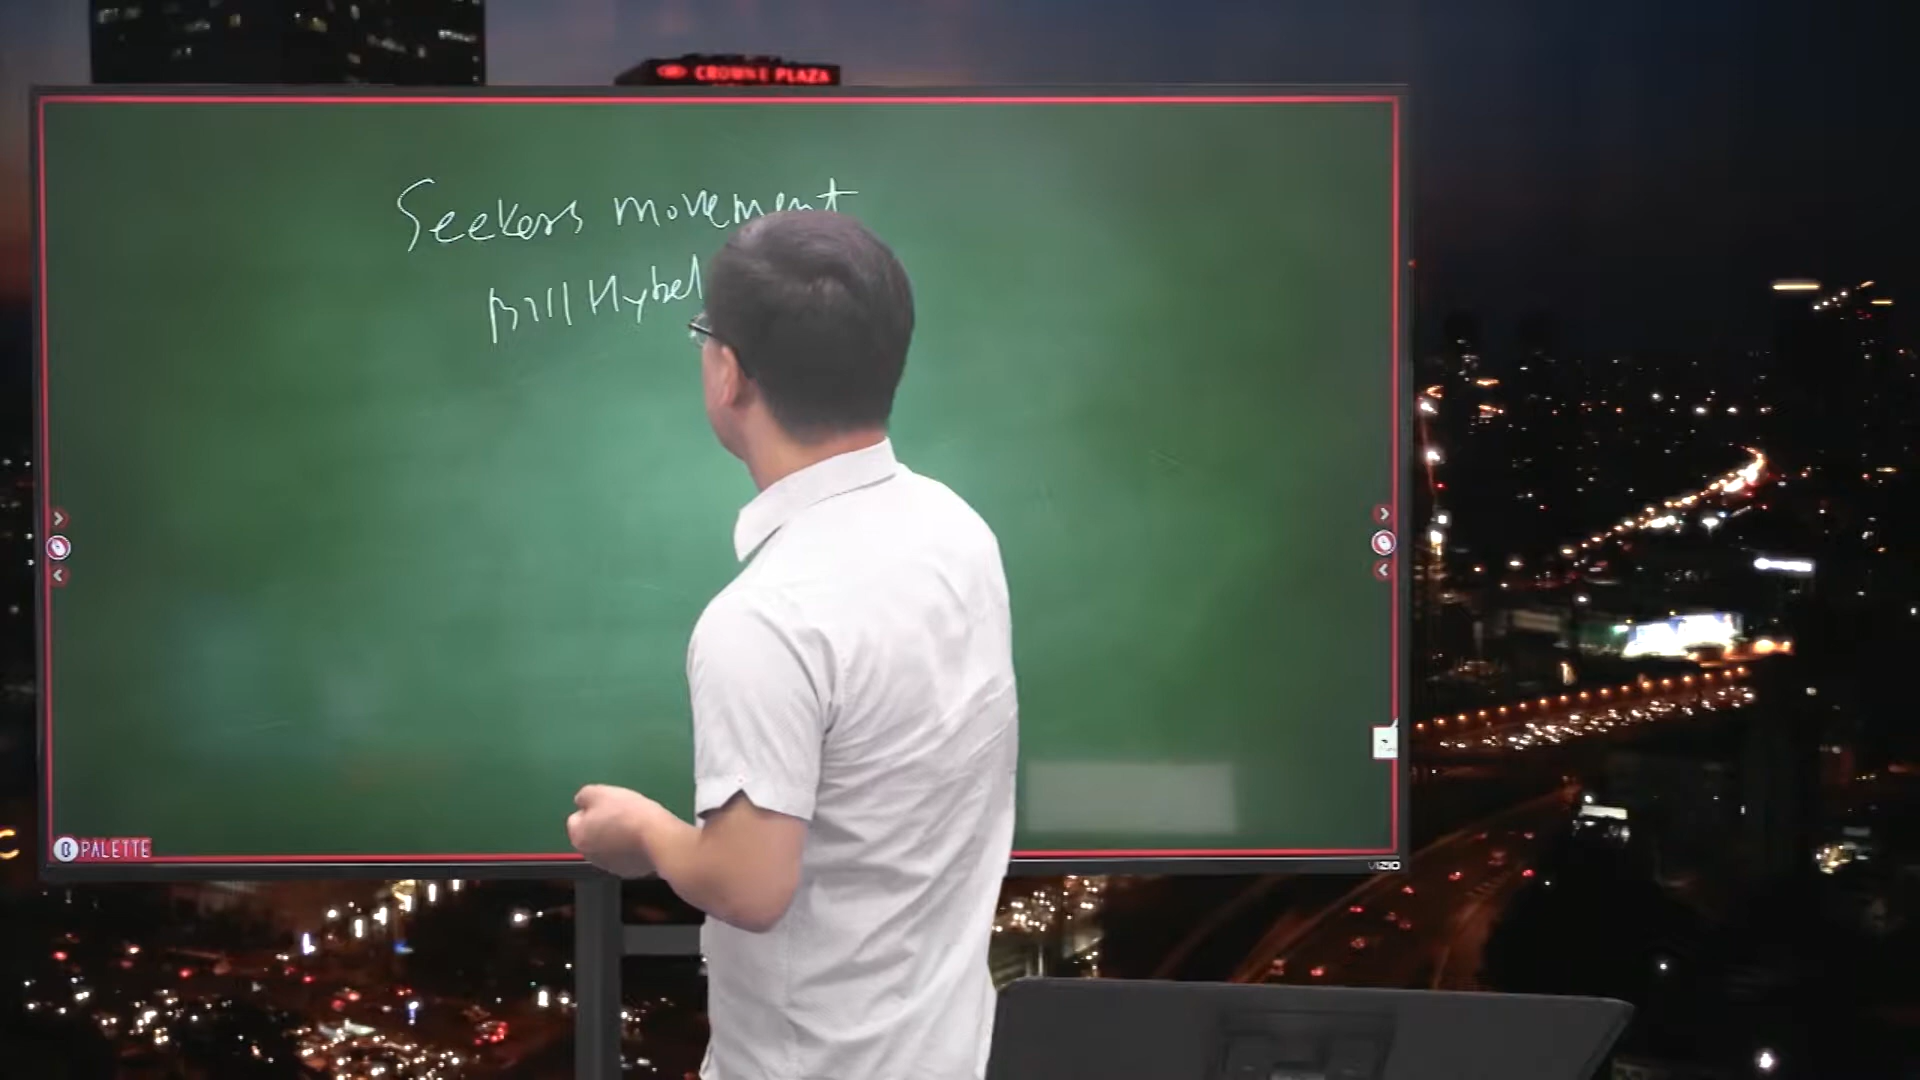 CROWNE PLAZA
Seekers movement
Bill Hybel
PALETTE
VIZIO